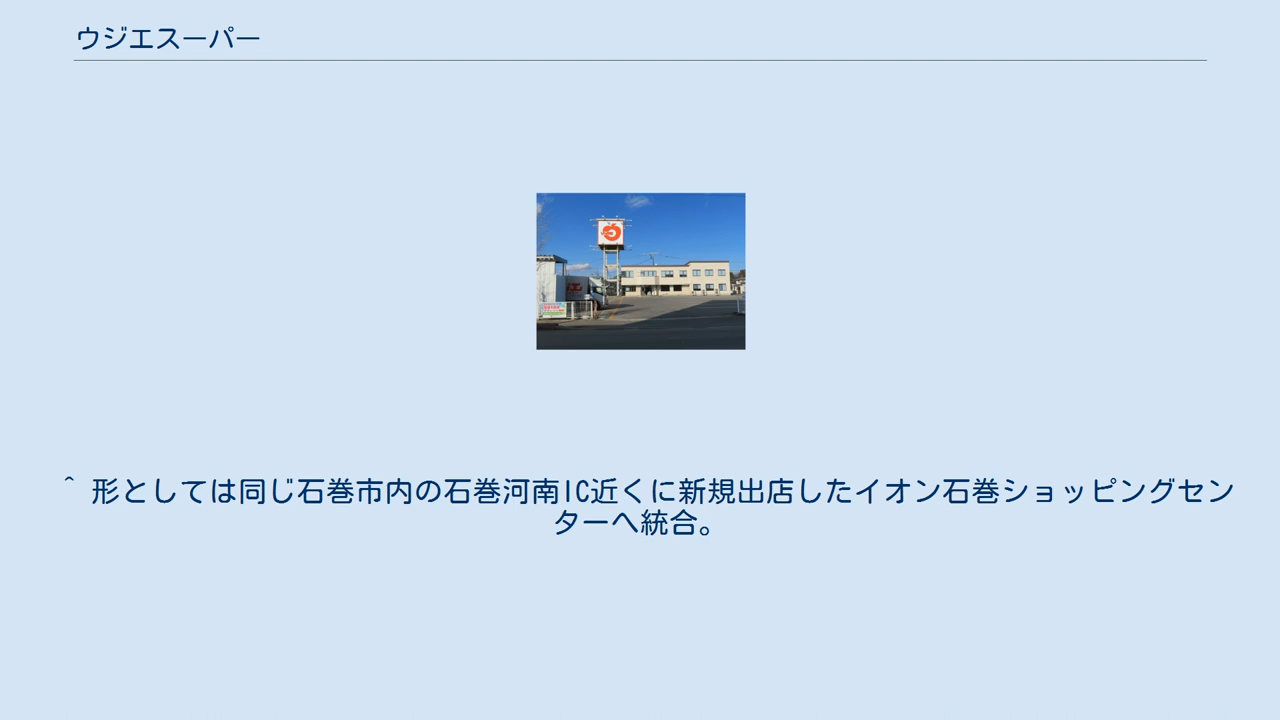 ウジエスーパー
^ 形としては同じ石巻市内の石巻河南IC近くに新規出店したイオン石巻ショッピングセン
ターへ統合。